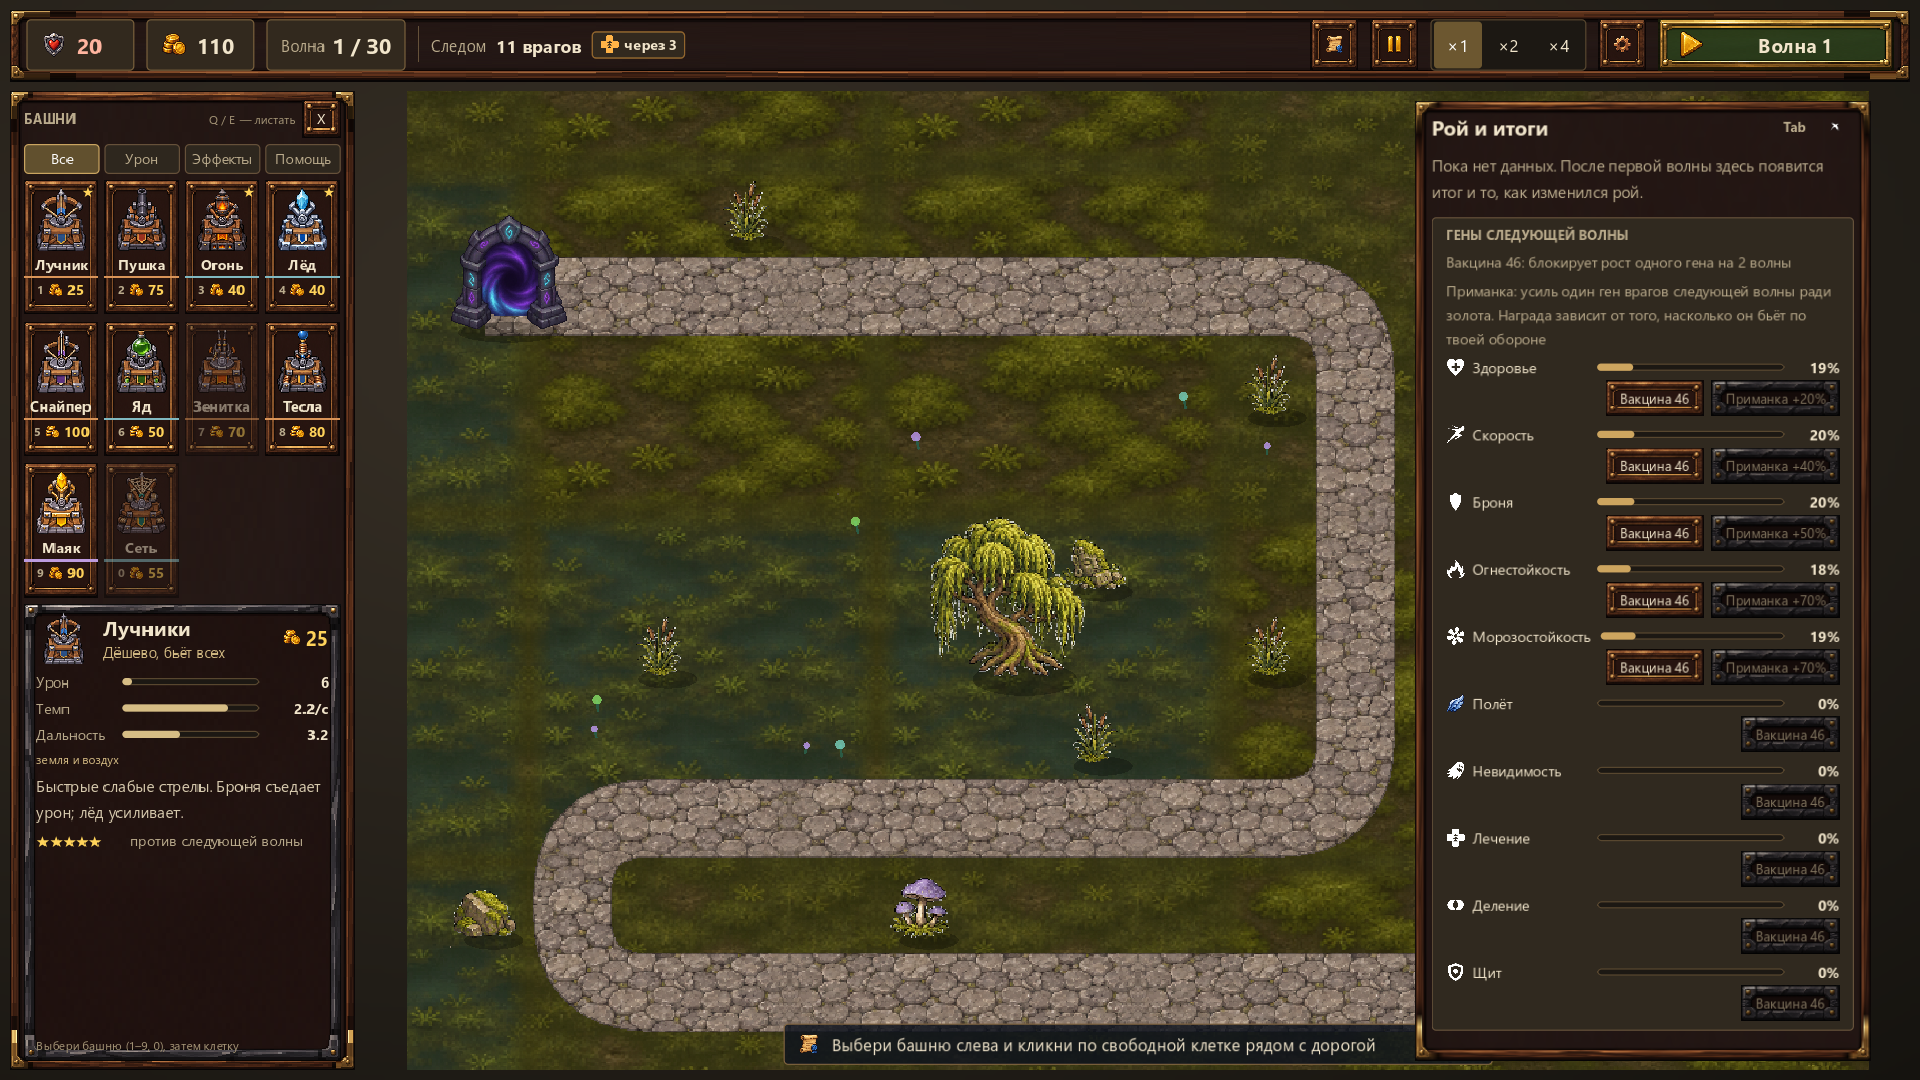 20
110
Волна 1 / 30
Следом 11 врагов
через 3
×1
×2
×4
Волна 1
БАШНИ
Q / E — листать
X
Все
Урон
Эффекты
Помощь
Лучник
1 25
Пушка
2 75
Огонь
3 40
Лёд
4 40
Снайпер
5 100
Яд
6 50
Зенитка
7 70
Тесла
8 80
Маяк
9 90
Сеть
0 55
Лучники
Дёшево, бьёт всех
25
Урон 6
Темп 2.2/с
Дальность 3.2
земля и воздух
Быстрые слабые стрелы. Броня съедает
урон; лёд усиливает.
★★★★★ против следующей волны
Выбери башню (1–9, 0), затем клетку
Выбери башню слева и кликни по свободной клетке рядом с дорогой
Рой и итоги
Tab
Пока нет данных. После первой волны здесь появится
итог и то, как изменился рой.
ГЕНЫ СЛЕДУЮЩЕЙ ВОЛНЫ
Вакцина 46: блокирует рост одного гена на 2 волны
Приманка: усиль один ген врагов следующей волны ради
золота. Награда зависит от того, насколько он бьёт по
твоей обороне
Здоровье 19%
Вакцина 46 Приманка +20%
Скорость 20%
Вакцина 46 Приманка +40%
Броня 20%
Вакцина 46 Приманка +50%
Огнестойкость 18%
Вакцина 46 Приманка +70%
Морозостойкость 19%
Вакцина 46 Приманка +70%
Полёт 0%
Вакцина 46
Невидимость 0%
Вакцина 46
Лечение 0%
Вакцина 46
Деление 0%
Вакцина 46
Щит 0%
Вакцина 46